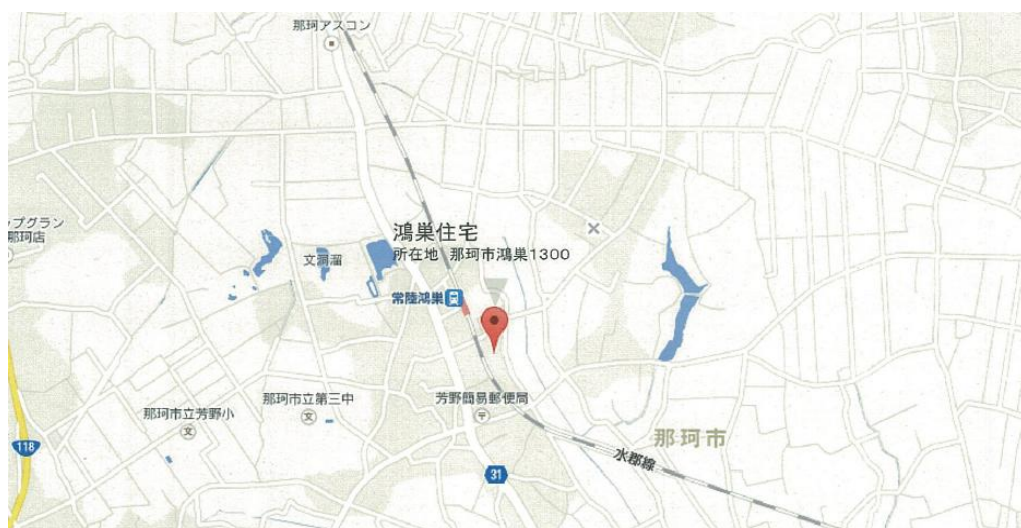 那珂アスコン
ップグラン
那珂店
鴻巣住宅
所在地 那珂市鴻巣1300
文洞溜
常陸鴻巣
芳野簡易郵便局
那珂市立第三中
文
那珂市立芳野小
文
那珂市
水郡線
118
31